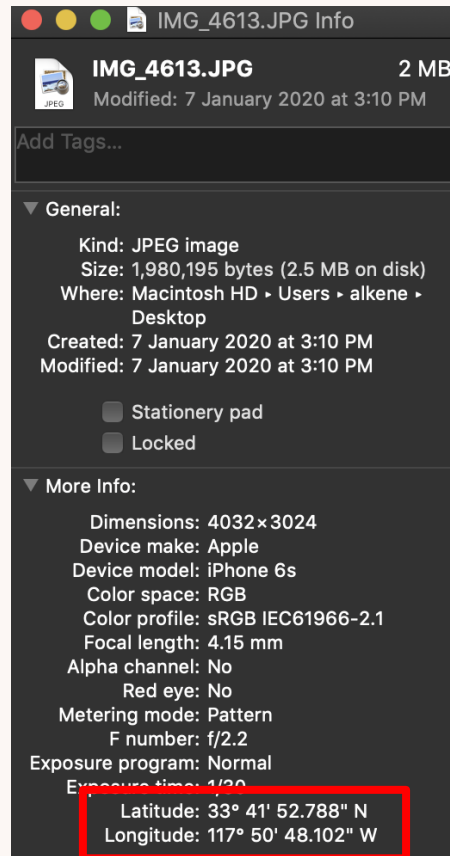 IMG_4613.JPG Info
IMG_4613.JPG 2 MB
JPEG
Modified: 7 January 2020 at 3:10 PM
Add Tags...
▼ General:
Kind: JPEG image
Size: 1,980,195 bytes (2.5 MB on disk)
Where: Macintosh HD ▸ Users ▸ alkene ▸
Desktop
Created: 7 January 2020 at 3:10 PM
Modified: 7 January 2020 at 3:10 PM
Stationery pad
Locked
▼ More Info:
Dimensions: 4032×3024
Device make: Apple
Device model: iPhone 6s
Color space: RGB
Color profile: sRGB IEC61966-2.1
Focal length: 4.15 mm
Alpha channel: No
Red eye: No
Metering mode: Pattern
F number: f/2.2
Exposure program: Normal
Exposure time: 1/30
Latitude: 33° 41' 52.788" N
Longitude: 117° 50' 48.102" W